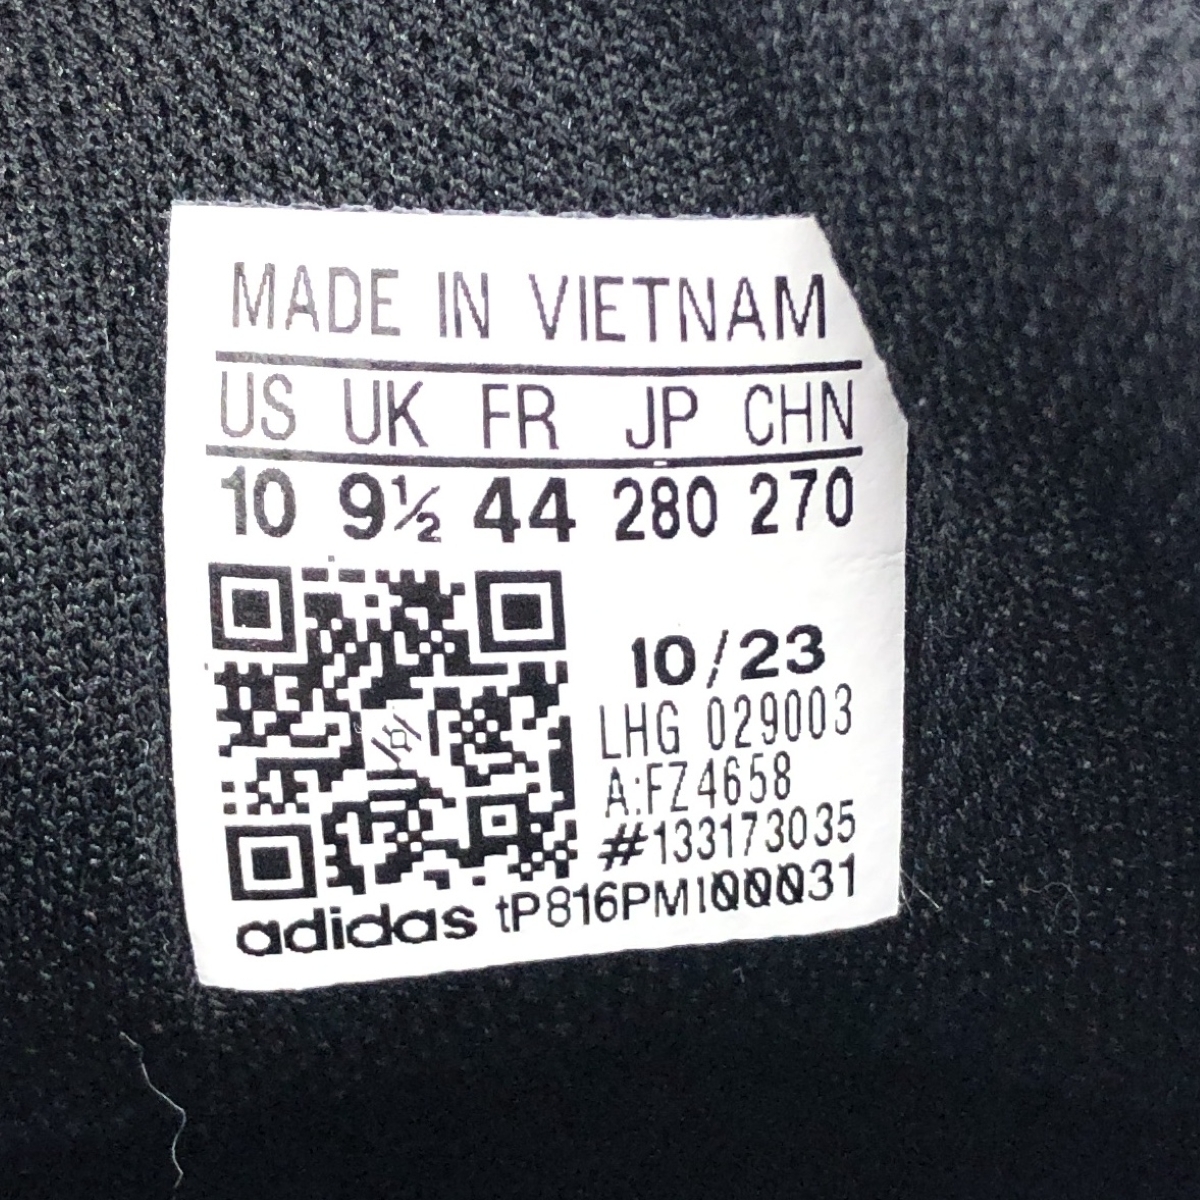 MADE IN VIETNAM
US UK FR JP CHN
10 9½ 44 280 270
10/23
LHG 029003
A:FZ4658
#133173035
adidas tP816PM100031